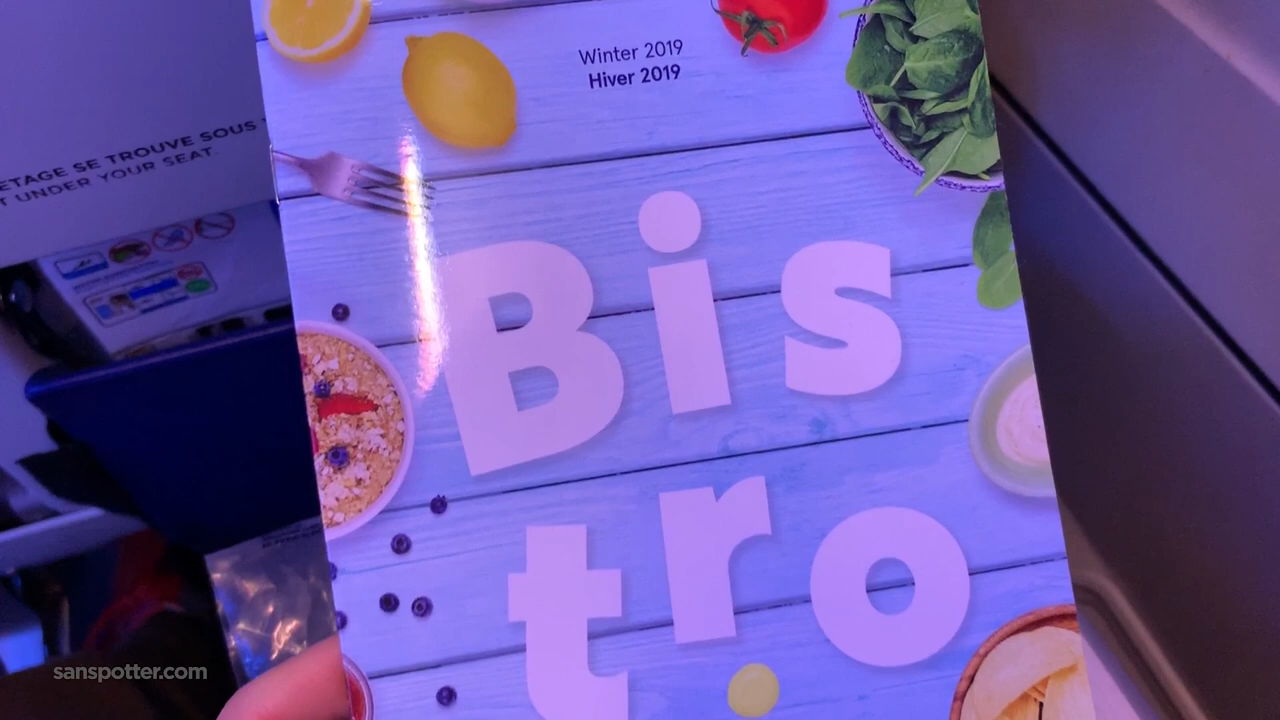 Winter 2019
Hiver 2019
ETAGE SE TROUVE SOUS
T UNDER YOUR SEAT.
Bis
tro
sanspotter.com